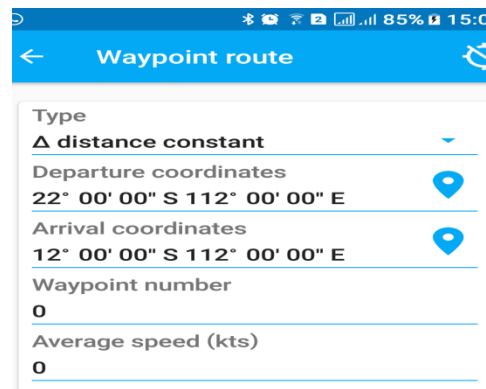 2 85% 15:0
Waypoint route
Type
Δ distance constant
Departure coordinates
22° 00' 00" S 112° 00' 00" E
Arrival coordinates
12° 00' 00" S 112° 00' 00" E
Waypoint number
0
Average speed (kts)
0